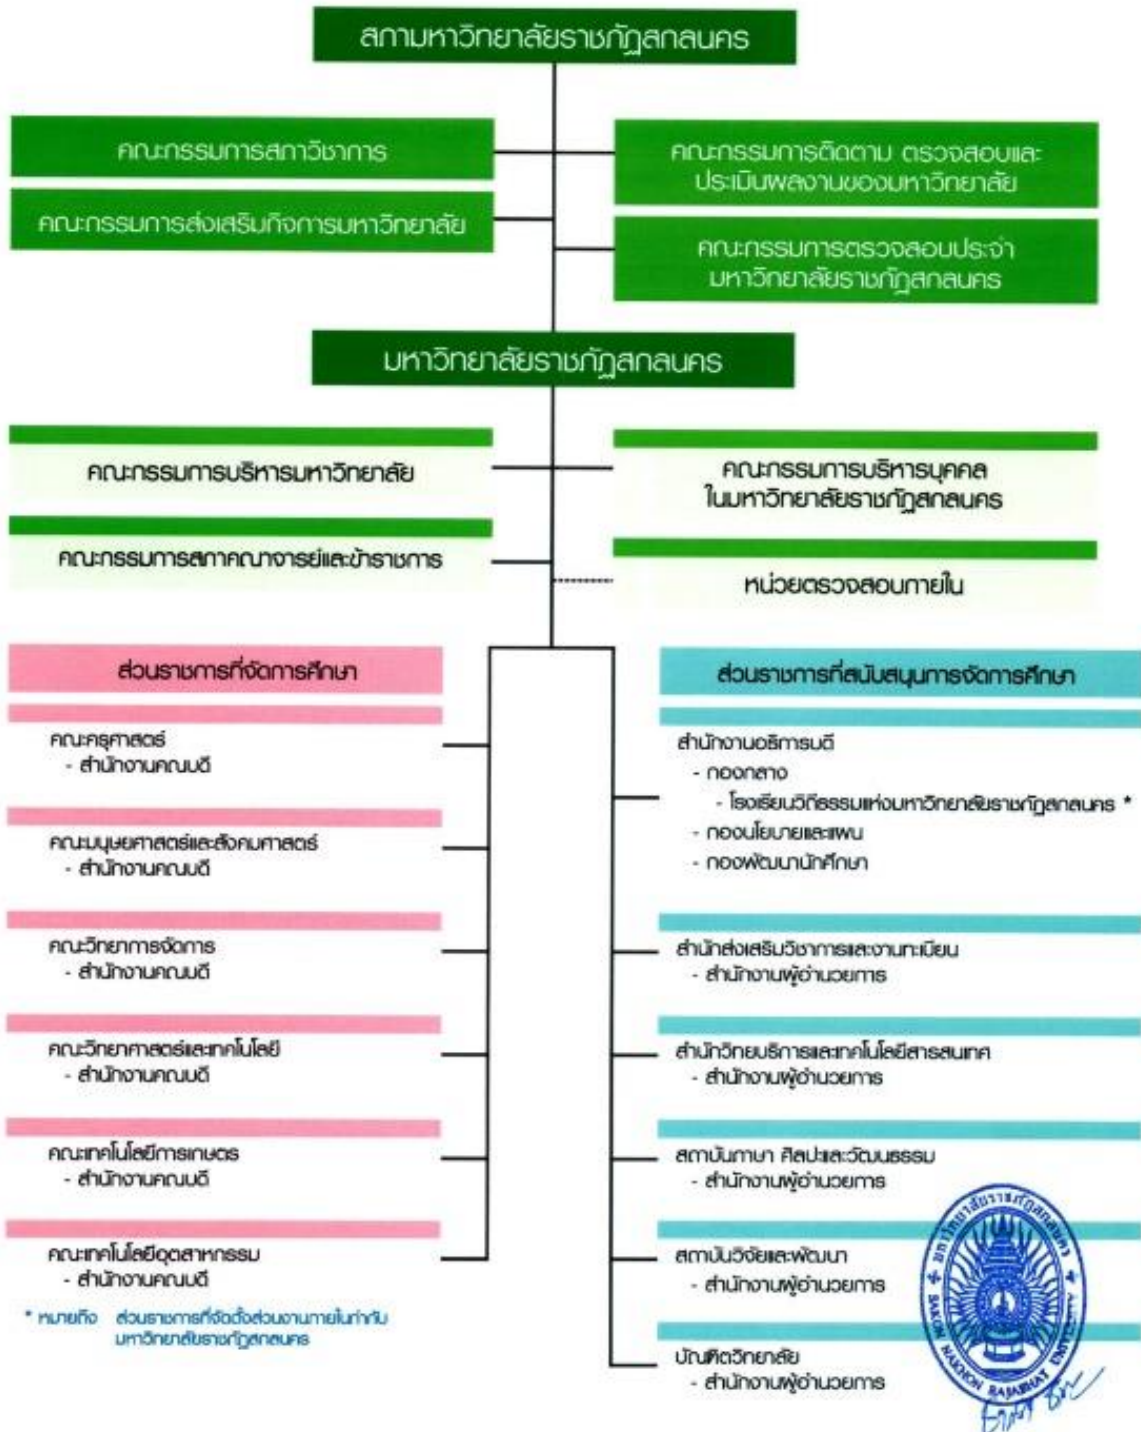 สภามหาวิทยาลัยราชภัฏสกลนคร
คณะกรรมการสภาวิชาการ
คณะกรรมการติดตาม ตรวจสอบและ
ประเมินผลงานของมหาวิทยาลัย
คณะกรรมการส่งเสริมกิจการมหาวิทยาลัย
คณะกรรมการตรวจสอบประจำ
มหาวิทยาลัยราชภัฏสกลนคร
มหาวิทยาลัยราชภัฏสกลนคร
คณะกรรมการบริหารมหาวิทยาลัย
คณะกรรมการบริหารบุคคล
ในมหาวิทยาลัยราชภัฏสกลนคร
คณะกรรมการสภาคณาจารย์และข้าราชการ
หน่วยตรวจสอบภายใน
ส่วนราชการที่จัดการศึกษา
คณะครุศาสตร์
- สำนักงานคณบดี
คณะมนุษยศาสตร์และสังคมศาสตร์
- สำนักงานคณบดี
คณะวิทยาการจัดการ
- สำนักงานคณบดี
คณะวิทยาศาสตร์และเทคโนโลยี
- สำนักงานคณบดี
คณะเทคโนโลยีการเกษตร
- สำนักงานคณบดี
คณะเทคโนโลยีอุตสาหกรรม
- สำนักงานคณบดี
* หมายถึง ส่วนราชการที่จัดตั้งส่วนงานภายในกำกับ
มหาวิทยาลัยราชภัฏสกลนคร
ส่วนราชการที่สนับสนุนการจัดการศึกษา
สำนักงานอธิการบดี
- กองกลาง
- โรงเรียนวิถีธรรมแห่งมหาวิทยาลัยราชภัฏสกลนคร *
- กองนโยบายและแผน
- กองพัฒนานักศึกษา
สำนักส่งเสริมวิชาการและงานทะเบียน
- สำนักงานผู้อำนวยการ
สำนักวิทยบริการและเทคโนโลยีสารสนเทศ
- สำนักงานผู้อำนวยการ
สถาบันภาษา ศิลปะและวัฒนธรรม
- สำนักงานผู้อำนวยการ
สถาบันวิจัยและพัฒนา
- สำนักงานผู้อำนวยการ
บัณฑิตวิทยาลัย
- สำนักงานผู้อำนวยการ
มหาวิทยาลัยราชภัฏสกลนคร
SAKON NAKHON RAJABHAT UNIVERSITY